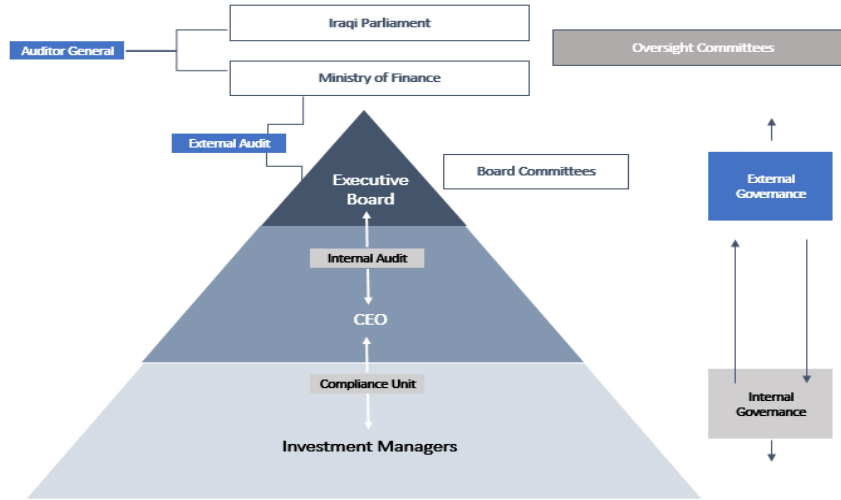 Iraqi Parliament
Auditor General
Oversight Committees
Ministry of Finance
External Audit
Board Committees
Executive
Board
External
Governance
Internal Audit
CEO
Compliance Unit
Internal
Governance
Investment Managers